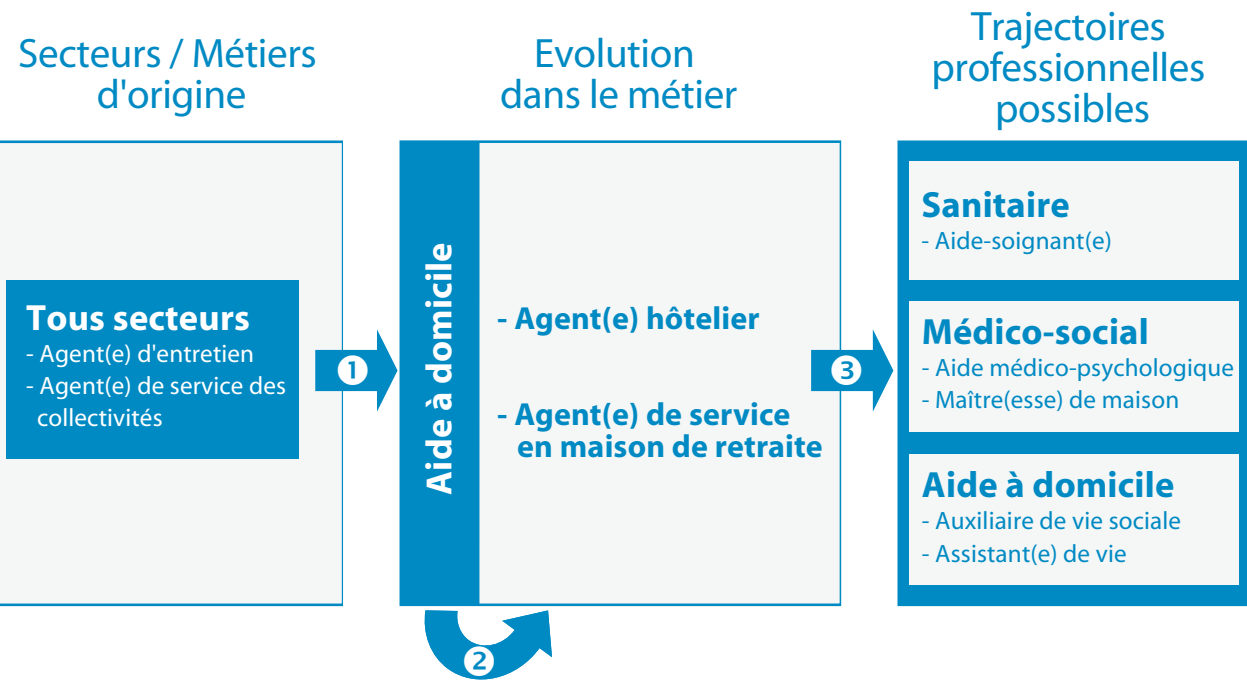 Secteurs / Métiers
d'origine
Evolution
dans le métier
Trajectoires
professionnelles
possibles
Tous secteurs
- Agent(e) d'entretien
- Agent(e) de service des
collectivités
1
Aide à domicile
- Agent(e) hôtelier
- Agent(e) de service
en maison de retraite
2
3
Sanitaire
- Aide-soignant(e)
Médico-social
- Aide médico-psychologique
- Maître(esse) de maison
Aide à domicile
- Auxiliaire de vie sociale
- Assistant(e) de vie